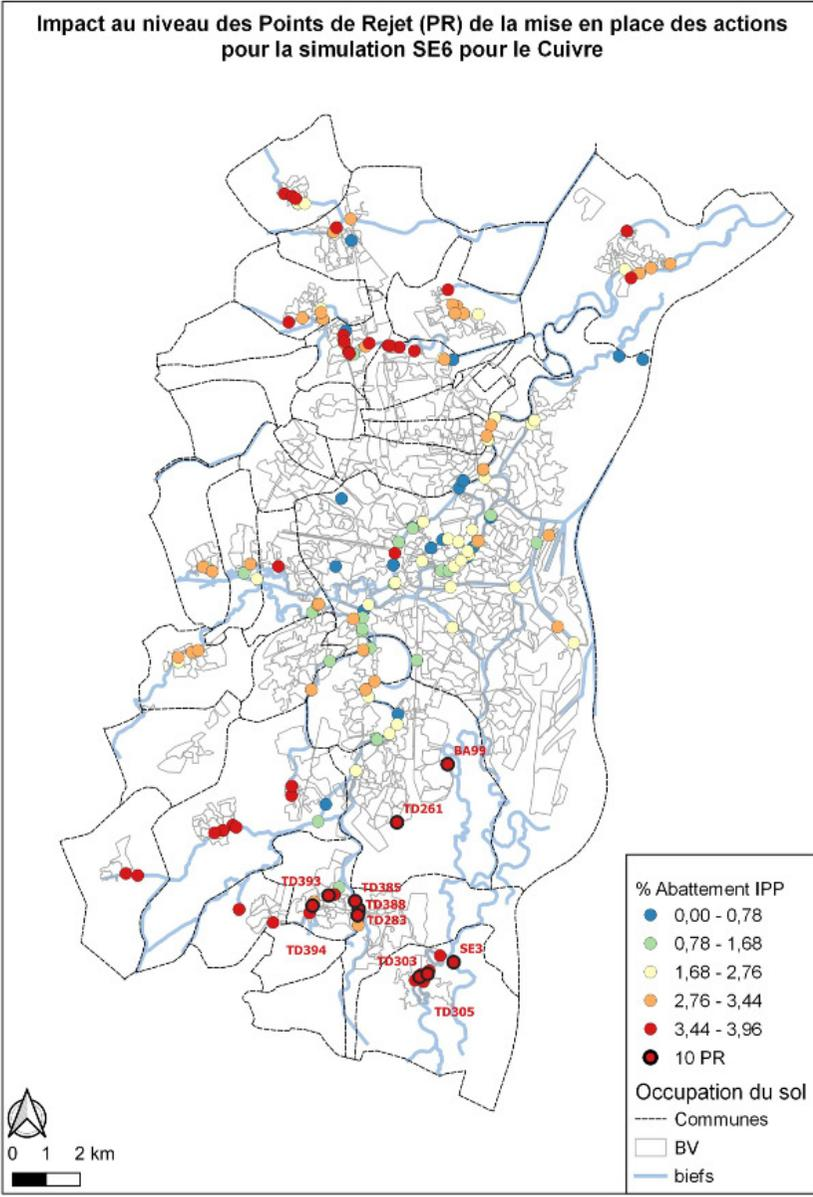 Impact au niveau des Points de Rejet (PR) de la mise en place des actions
pour la simulation SE6 pour le Cuivre
BA99
TD261
TD393
TD385
TD388
TD283
TD394
SE3
TD303
TD305
% Abattement IPP
0,00 - 0,78
0,78 - 1,68
1,68 - 2,76
2,76 - 3,44
3,44 - 3,96
10 PR
Occupation du sol
Communes
BV
biefs
0 1 2 km